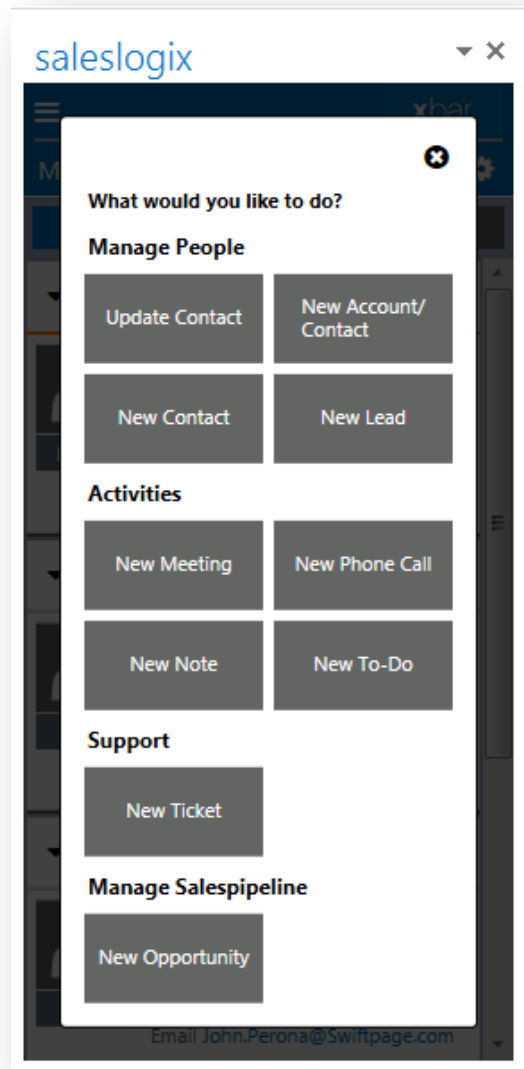 saleslogix
xbar
M
What would you like to do?
Manage People
Update Contact
New Account/
Contact
New Contact
New Lead
Activities
New Meeting
New Phone Call
New Note
New To-Do
Support
New Ticket
Manage Salespipeline
New Opportunity
Email John.Perona@Swiftpage.com